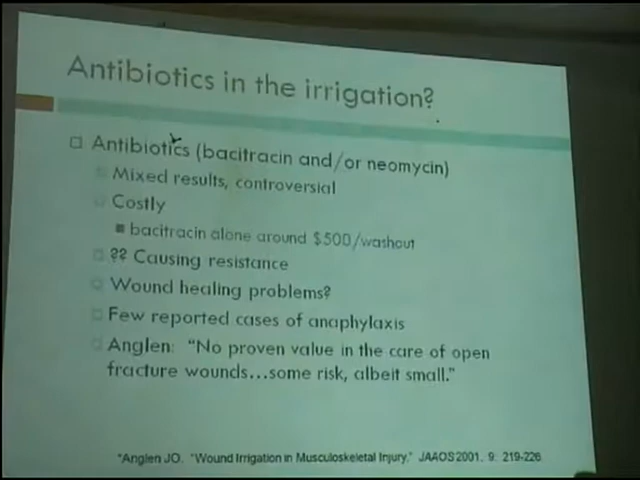 Antibiotics in the irrigation?
Antibiotics (bacitracin and/or neomycin)
Mixed results, controversial
Costly
bacitracin alone around $500/washout
?? Causing resistance
Wound healing problems?
Few reported cases of anaphylaxis
Anglen: "No proven value in the care of open
fracture wounds...some risk, albeit small."
*Anglen JO. "Wound Irrigation in Musculoskeletal Injury." JAAOS 2001. 9: 219-226